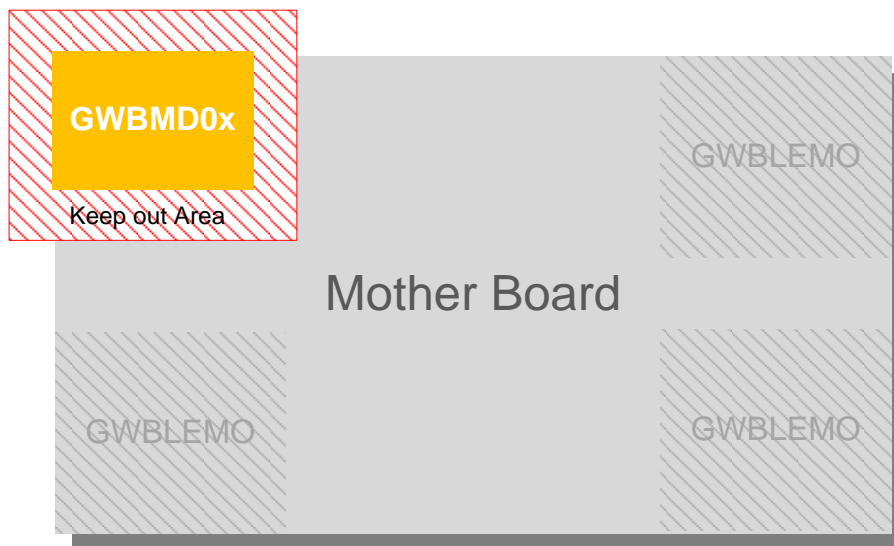 GWBMD0x
Keep out Area
GWBLEMO
Mother Board
GWBLEMO
GWBLEMO